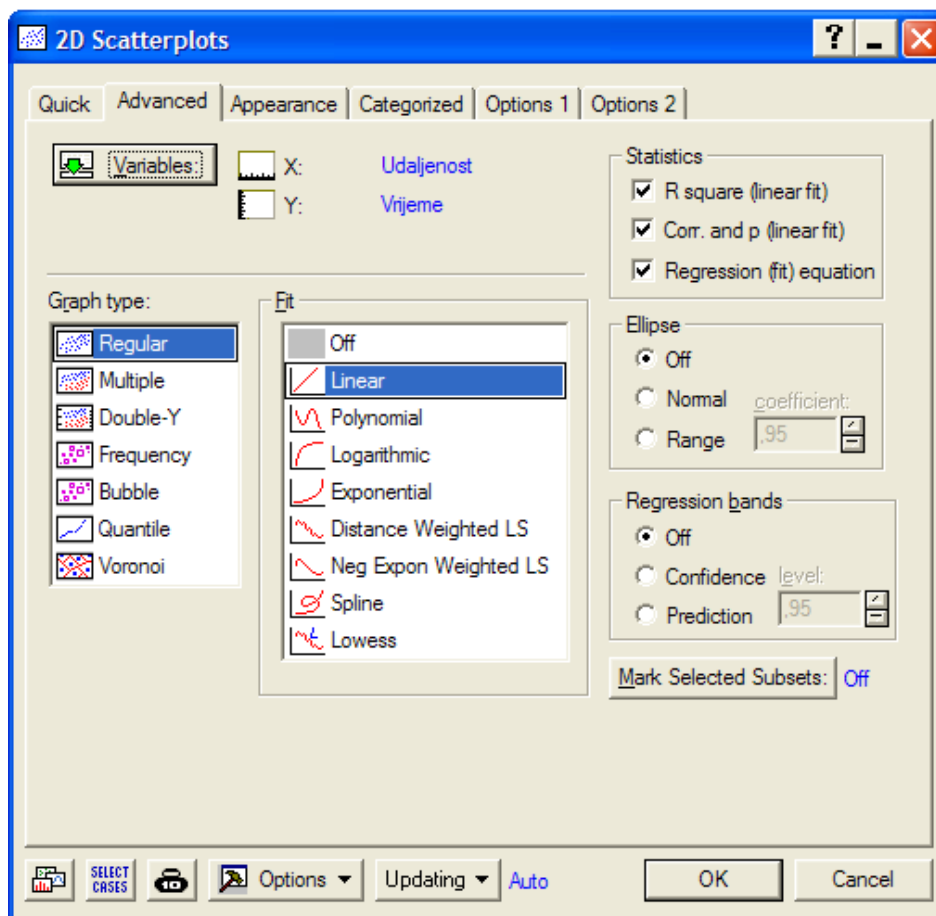 2D Scatterplots
?
Quick Advanced Appearance Categorized Options 1 Options 2
Variables: X: Udaljenost
Y: Vrijeme
Statistics
R square (linear fit)
Corr. and p (linear fit)
Regression (fit) equation
Graph type:
Regular
Multiple
Double-Y
Frequency
Bubble
Quantile
Voronoi
Fit
Off
Linear
Polynomial
Logarithmic
Exponential
Distance Weighted LS
Neg Expon Weighted LS
Spline
Lowess
Ellipse
Off
Normal coefficient:
Range ,95
Regression bands
Off
Confidence level:
Prediction ,95
Mark Selected Subsets: Off
SELECT
CASES
Options Updating Auto OK Cancel